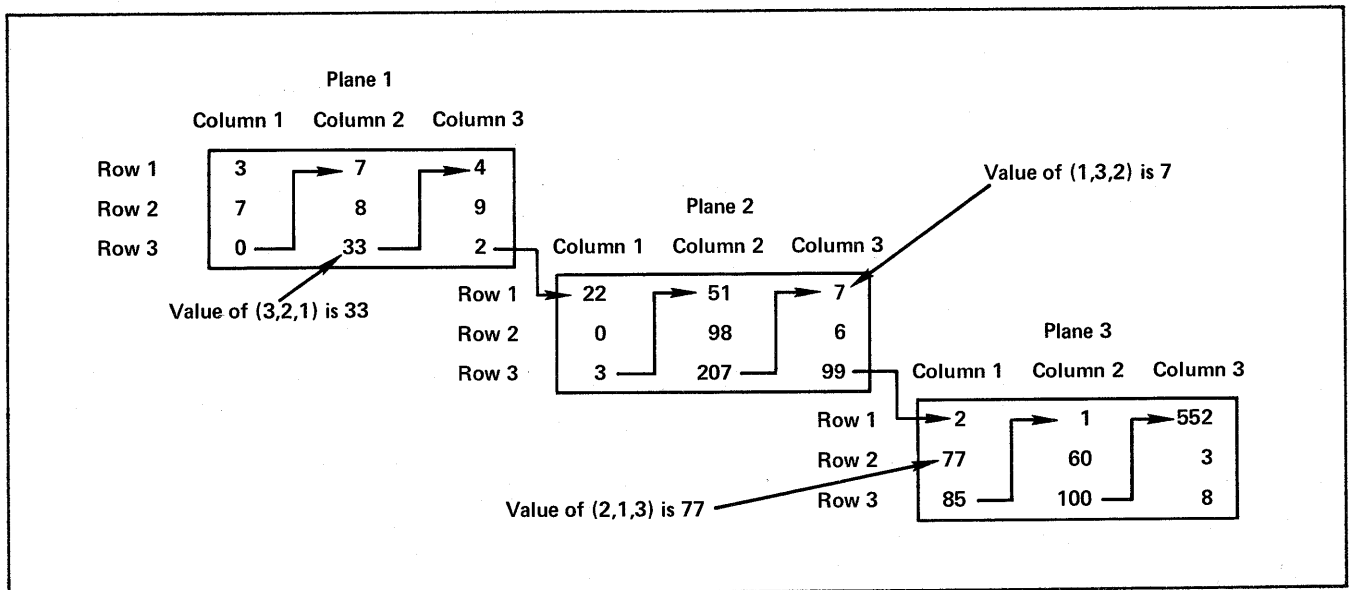 Plane 1
Column 1 Column 2 Column 3
Row 1 3 7 4
Row 2 7 8 9
Row 3 0 33 2
Value of (3,2,1) is 33
Value of (1,3,2) is 7
Plane 2
Column 1 Column 2 Column 3
Row 1 22 51 7
Row 2 0 98 6
Row 3 3 207 99
Plane 3
Column 1 Column 2 Column 3
Row 1 2 1 552
Row 2 77 60 3
Row 3 85 100 8
Value of (2,1,3) is 77